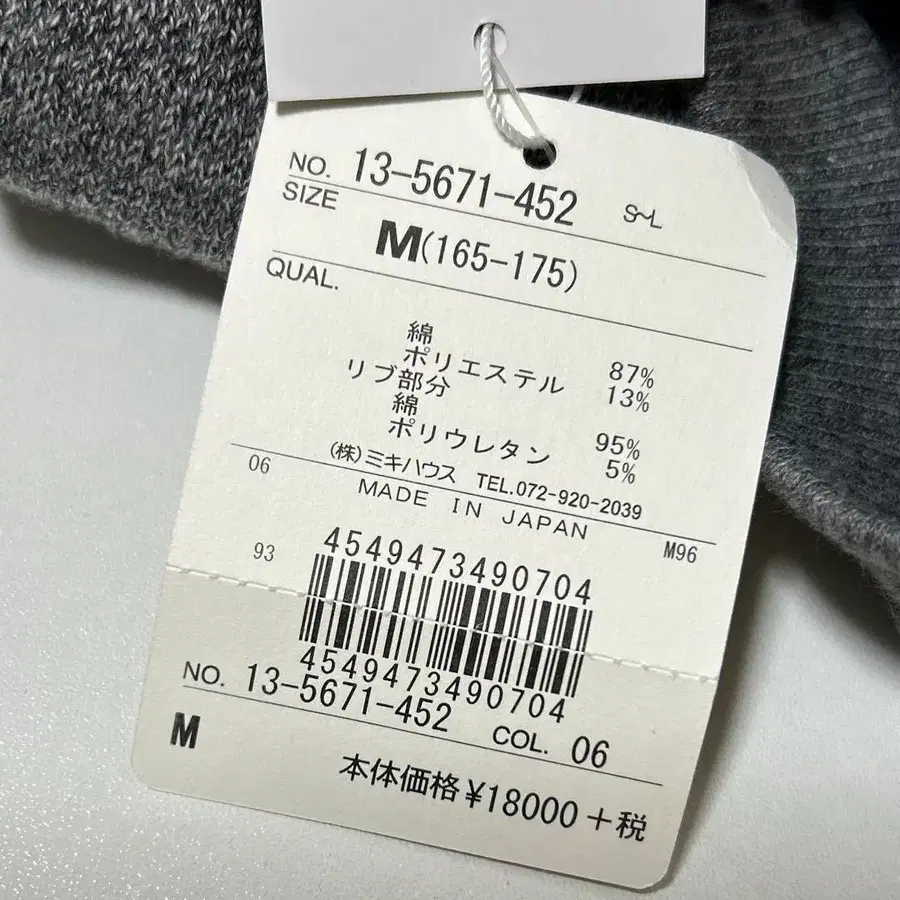 NO. 13-5671-452 S~L
SIZE
M(165-175)
QUAL.
綿 87%
ポリエステル 13%
リブ部分
綿 95%
ポリウレタン 5%
(株)ミキハウス TEL.072-920-2039
06 MADE IN JAPAN M96
93 4549473490704
4549473490704
NO. 13-5671-452 COL. 06
M
本体価格¥18000+税